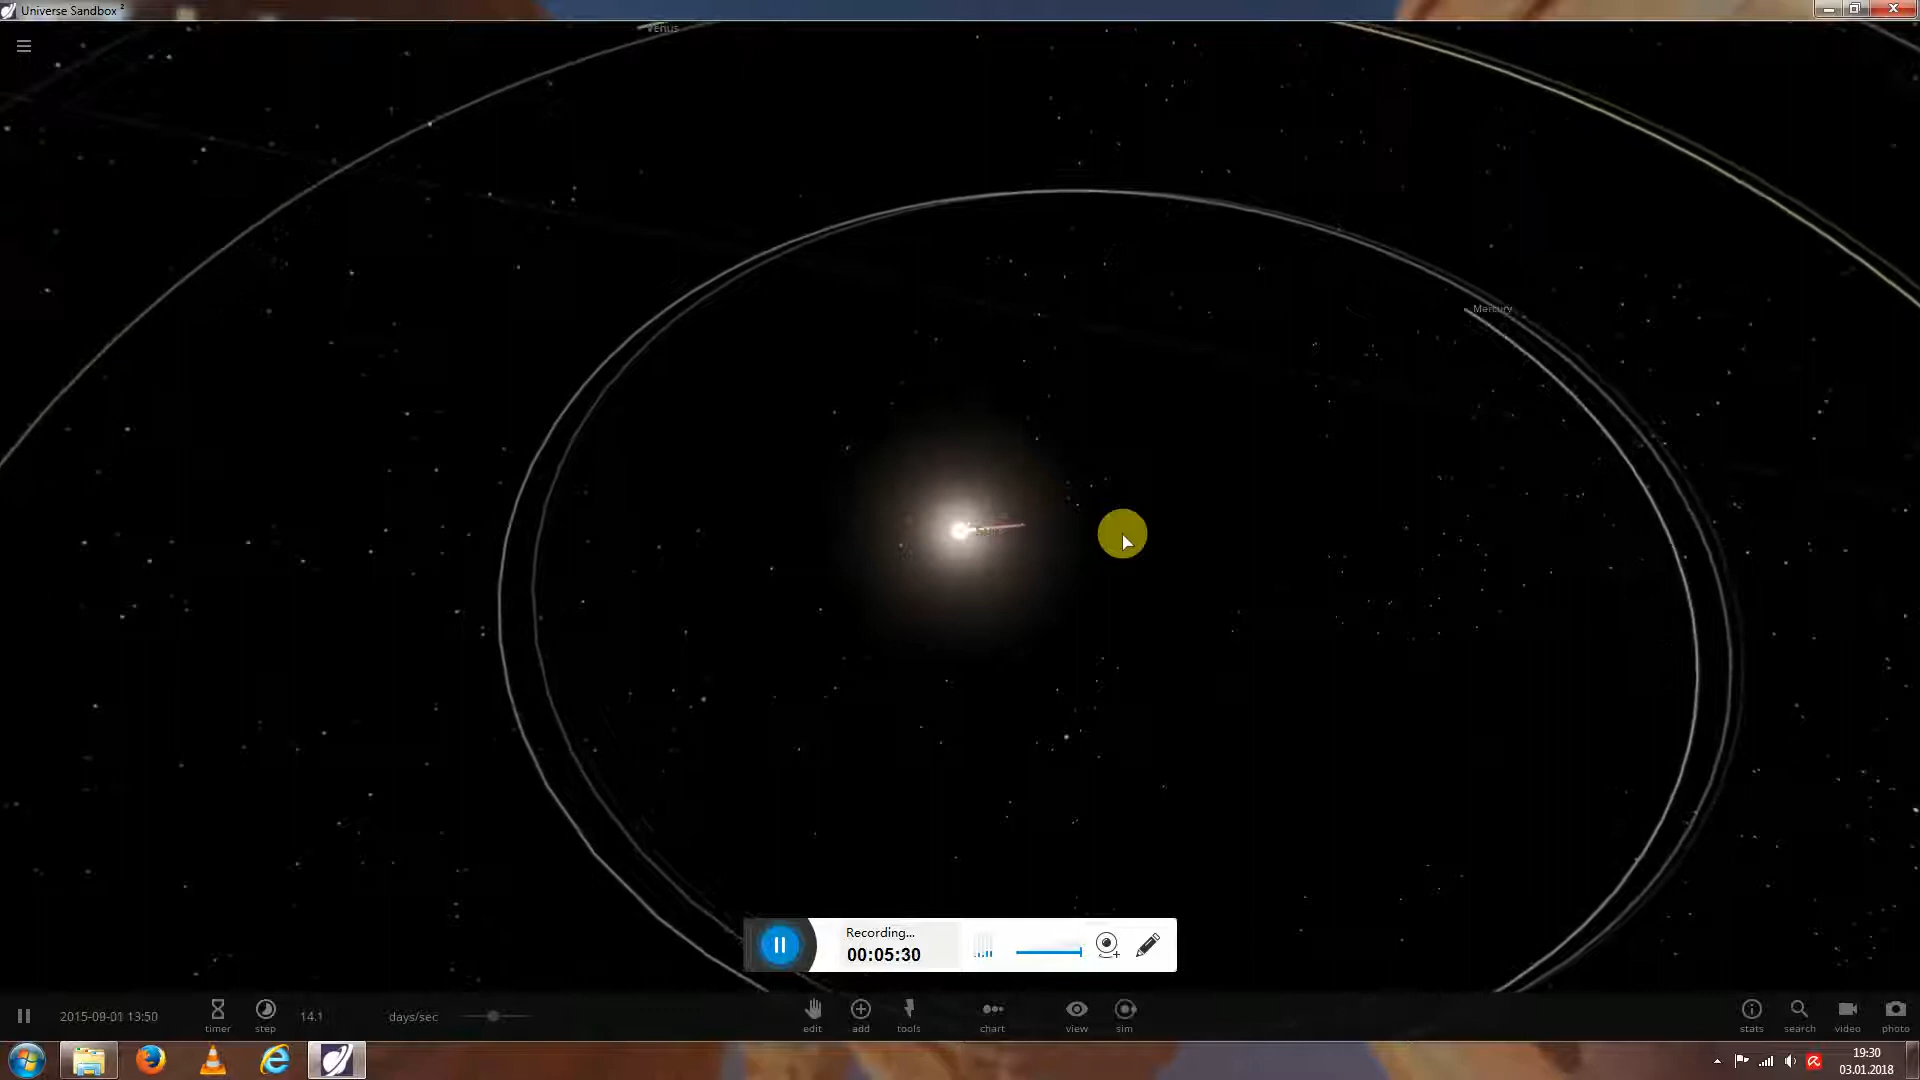 Universe Sandbox ²
Venus
Mercury
Recording...
00:05:30
2015-09-01 13:50
timer
step
14.1
days/sec
edit
add
tools
chart
view
sim
stats
search
video
photo
19:30
03.01.2018